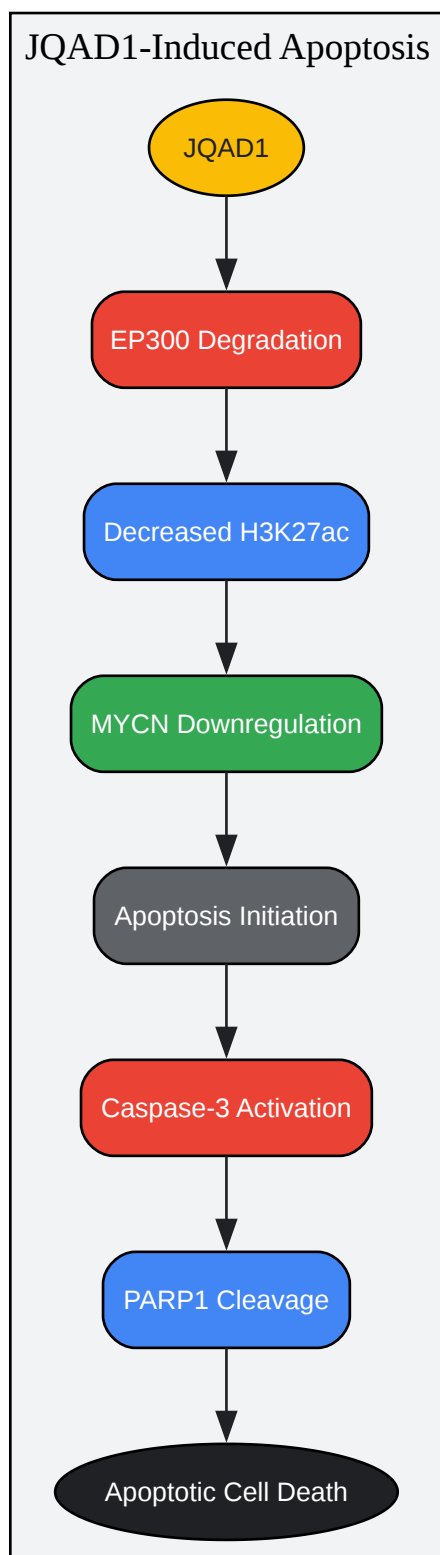 JQAD1-Induced Apoptosis
JQAD1
EP300 Degradation
Decreased H3K27ac
MYCN Downregulation
Apoptosis Initiation
Caspase-3 Activation
PARP1 Cleavage
Apoptotic Cell Death